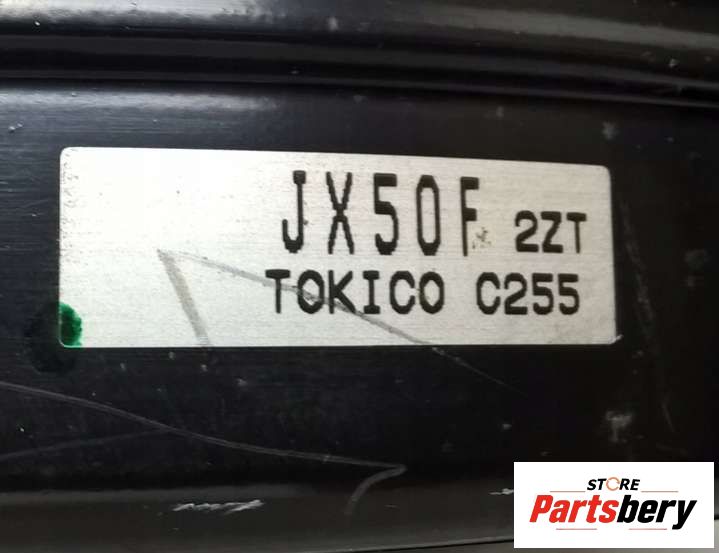 JX50F 2ZT
TOKICO C255
STORE
Partsbery